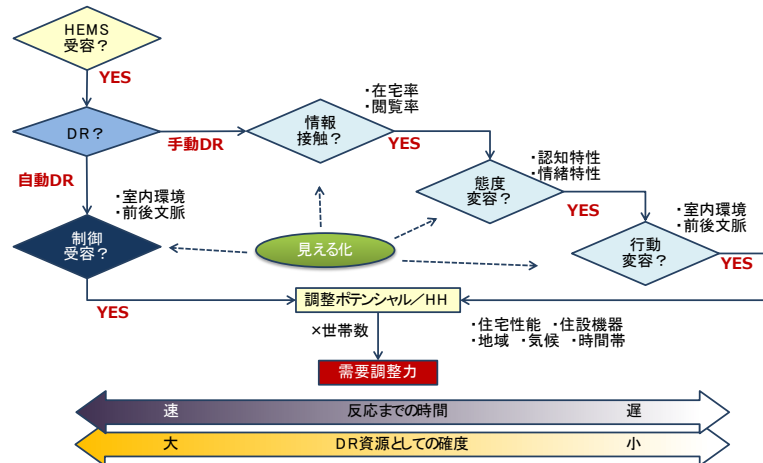 HEMS
受容？
YES
DR？
手動DR
情報
接触？
・在宅率
・閲覧率
YES
態度
変容？
・認知特性
・情緒特性
YES
行動
変容？
・室内環境
・前後文脈
YES
自動DR
・室内環境
・前後文脈
制御
受容？
見える化
YES
調整ポテンシャル／HH
・住宅性能 ・住設機器
・地域 ・気候 ・時間帯
×世帯数
需要調整力
速 反応までの時間 遅
大 DR資源としての確度 小